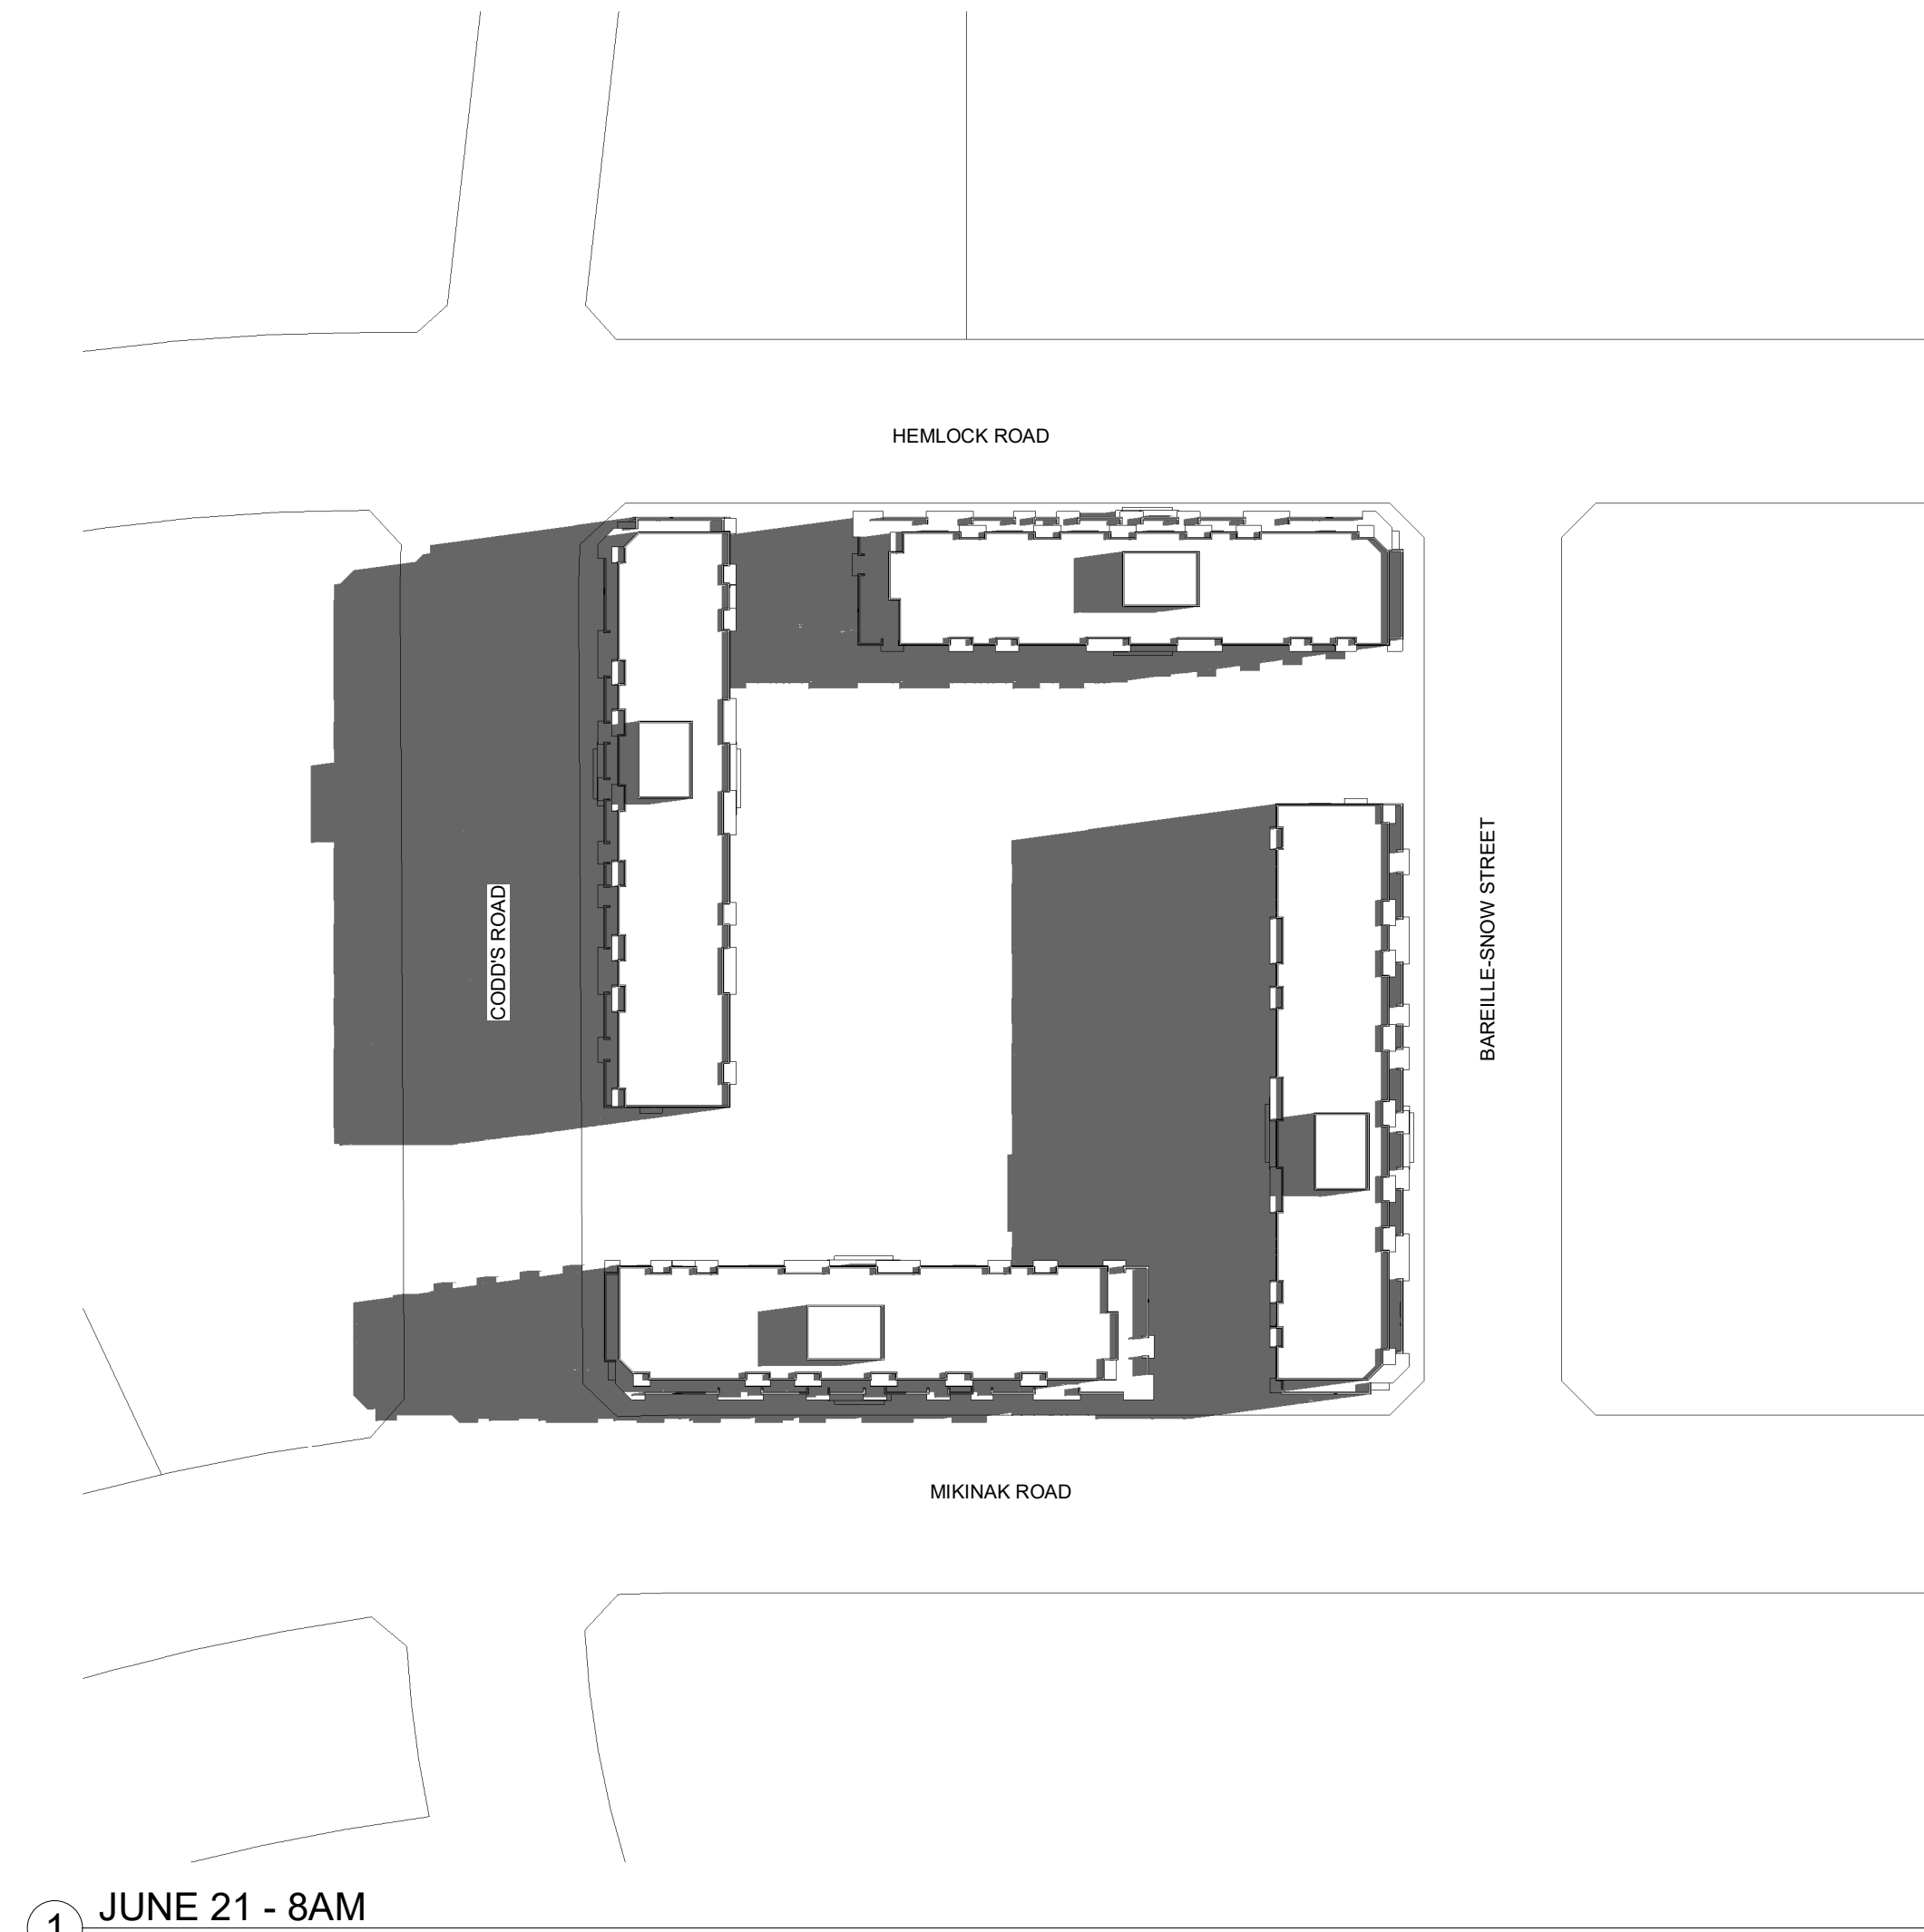 HEMLOCK ROAD
CODD'S ROAD
BAREILLE-SNOW STREET
MIKINAK ROAD
1
JUNE 21 - 8AM